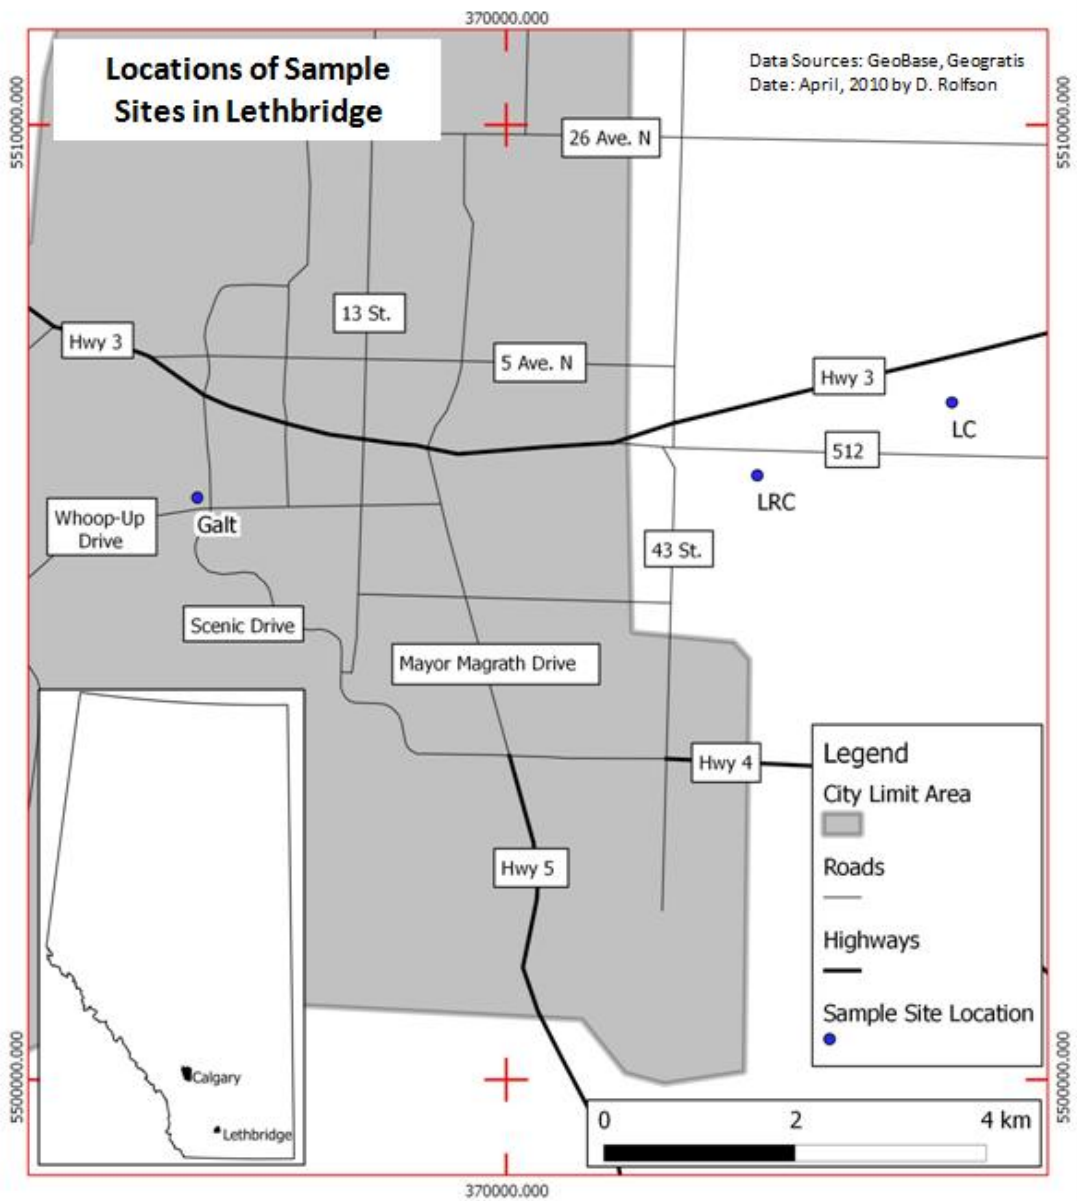 370000.000
Locations of Sample
Sites in Lethbridge
Data Sources: GeoBase, Geogratis
Date: April, 2010 by D. Rolfson
5510000.000
5510000.000
26 Ave. N
13 St.
Hwy 3
5 Ave. N
Hwy 3
LC
512
LRC
Whoop-Up
Drive
Galt
43 St.
Scenic Drive
Mayor Magrath Drive
Hwy 4
Hwy 5
Legend
City Limit Area
Roads
Highways
Sample Site Location
Calgary
Lethbridge
5500000.000
5500000.000
0 2 4 km
370000.000